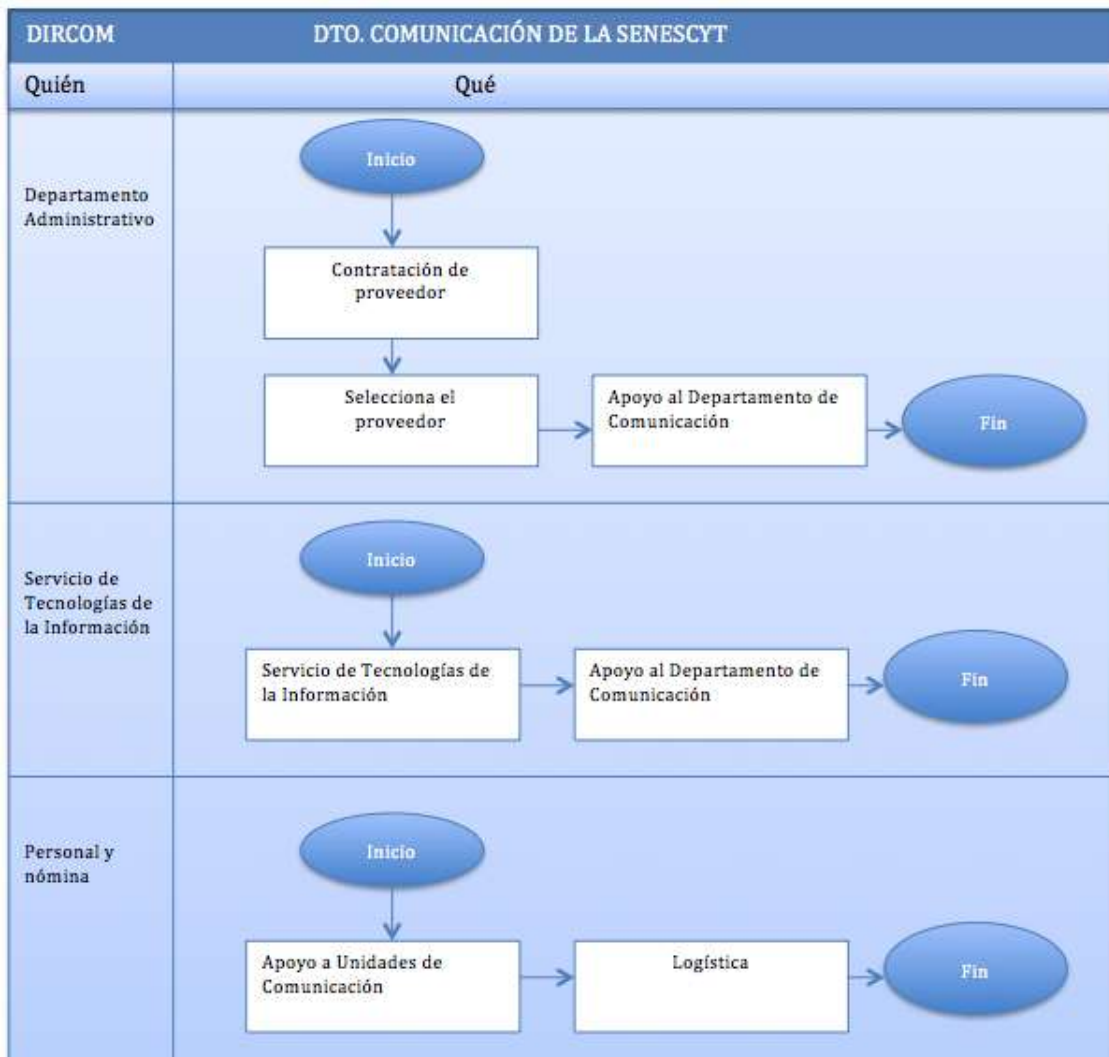 DIRCOM
DTO. COMUNICACIÓN DE LA SENESCYT
Quién
Qué
Departamento
Administrativo
Inicio
Contratación de
proveedor
Selecciona el
proveedor
Apoyo al Departamento de
Comunicación
Fin
Servicio de
Tecnologías de
la Información
Inicio
Servicio de Tecnologías de
la Información
Apoyo al Departamento de
Comunicación
Fin
Personal y
nómina
Inicio
Apoyo a Unidades de
Comunicación
Logística
Fin